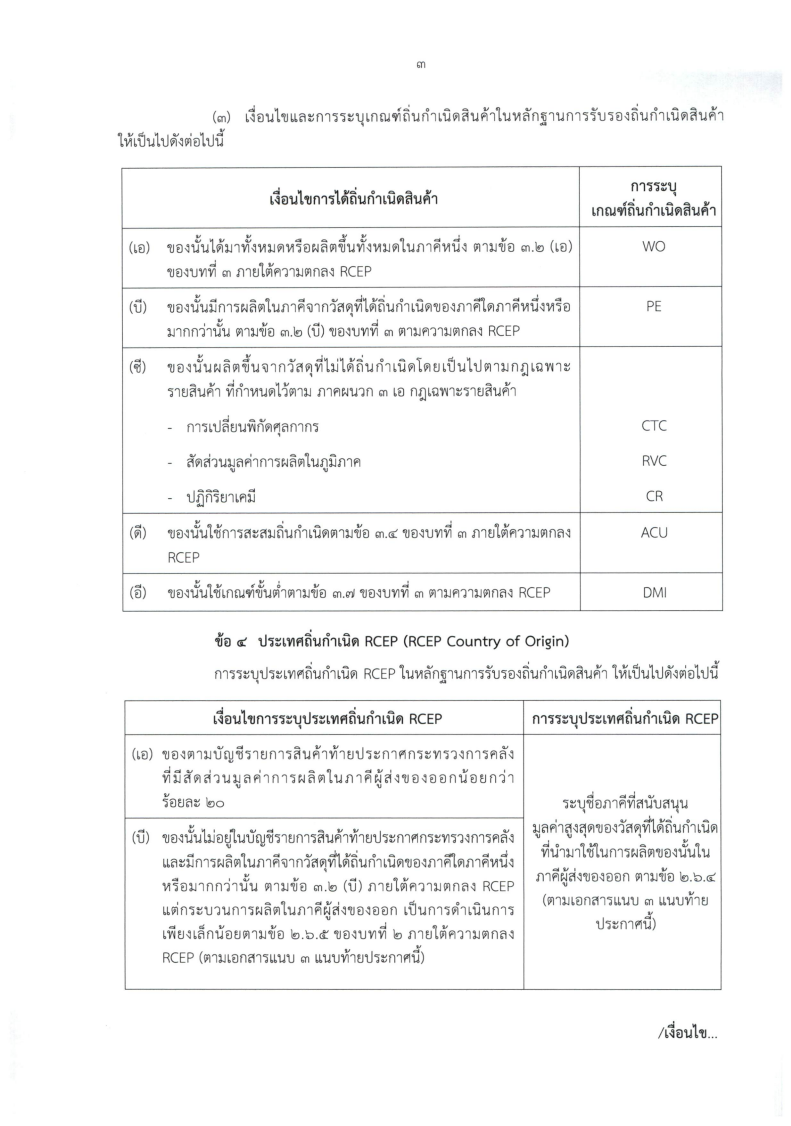 ๓
(๓) เงื่อนไขและการระบุเกณฑ์ถิ่นกำเนิดสินค้าในหลักฐานการรับรองถิ่นกำเนิดสินค้า
ให้เป็นไปดังต่อไปนี้
เงื่อนไขการได้ถิ่นกำเนิดสินค้า
การระบุ
เกณฑ์ถิ่นกำเนิดสินค้า
(เอ) ของนั้นได้มาทั้งหมดหรือผลิตขึ้นทั้งหมดในภาคีหนึ่ง ตามข้อ ๓.๒ (เอ) WO
ของบทที่ ๓ ภายใต้ความตกลง RCEP
(บี) ของนั้นมีการผลิตในภาคีจากวัสดุที่ได้ถิ่นกำเนิดของภาคีใดภาคีหนึ่งหรือ PE
มากกว่านั้น ตามข้อ ๓.๒ (บี) ของบทที่ ๓ ตามความตกลง RCEP
(ซี) ของนั้นผลิตขึ้นจากวัสดุที่ไม่ได้ถิ่นกำเนิดโดยเป็นไปตามกฎเฉพาะ
รายสินค้า ที่กำหนดไว้ตาม ภาคผนวก ๓ เอ กฎเฉพาะรายสินค้า
- การเปลี่ยนพิกัดศุลกากร CTC
- สัดส่วนมูลค่าการผลิตในภูมิภาค RVC
- ปฏิกิริยาเคมี CR
(ดี) ของนั้นใช้การสะสมถิ่นกำเนิดตามข้อ ๓.๔ ของบทที่ ๓ ภายใต้ความตกลง ACU
RCEP
(อี) ของนั้นใช้เกณฑ์ขั้นต่ำตามข้อ ๓.๗ ของบทที่ ๓ ตามความตกลง RCEP DMI
ข้อ ๔ ประเทศถิ่นกำเนิด RCEP (RCEP Country of Origin)
การระบุประเทศถิ่นกำเนิด RCEP ในหลักฐานการรับรองถิ่นกำเนิดสินค้า ให้เป็นไปดังต่อไปนี้
เงื่อนไขการระบุประเทศถิ่นกำเนิด RCEP
การระบุประเทศถิ่นกำเนิด RCEP
(เอ) ของตามบัญชีรายการสินค้าท้ายประกาศกระทรวงการคลัง
ที่มีสัดส่วนมูลค่าการผลิตในภาคีผู้ส่งของออกน้อยกว่า
ร้อยละ ๒๐
(บี) ของนั้นไม่อยู่ในบัญชีรายการสินค้าท้ายประกาศกระทรวงการคลัง
และมีการผลิตในภาคีจากวัสดุที่ได้ถิ่นกำเนิดของภาคีใดภาคีหนึ่ง
หรือมากกว่านั้น ตามข้อ ๓.๒ (บี) ภายใต้ความตกลง RCEP
แต่กระบวนการผลิตในภาคีผู้ส่งของออก เป็นการดำเนินการ
เพียงเล็กน้อยตามข้อ ๒.๖.๕ ของบทที่ ๒ ภายใต้ความตกลง
RCEP (ตามเอกสารแนบ ๓ แนบท้ายประกาศนี้)
ระบุชื่อภาคีที่สนับสนุน
มูลค่าสูงสุดของวัสดุที่ได้ถิ่นกำเนิด
ที่นำมาใช้ในการผลิตของนั้นใน
ภาคีผู้ส่งของออก ตามข้อ ๒.๖.๔
(ตามเอกสารแนบ ๓ แนบท้าย
ประกาศนี้)
/เงื่อนไข...